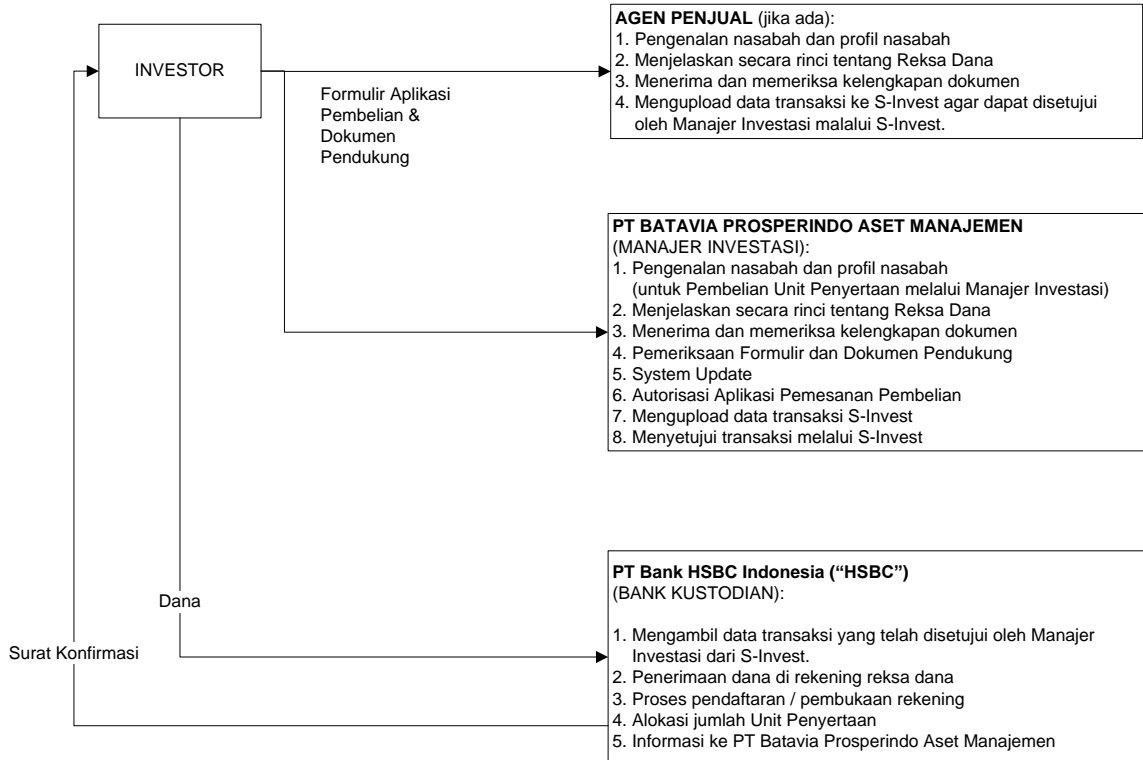 INVESTOR
Formulir Aplikasi
Pembelian &
Dokumen
Pendukung
AGEN PENJUAL (jika ada):
1. Pengenalan nasabah dan profil nasabah
2. Menjelaskan secara rinci tentang Reksa Dana
3. Menerima dan memeriksa kelengkapan dokumen
4. Mengupload data transaksi ke S-Invest agar dapat disetujui
oleh Manajer Investasi malalui S-Invest.
PT BATAVIA PROSPERINDO ASET MANAJEMEN
(MANAJER INVESTASI):
1. Pengenalan nasabah dan profil nasabah
(untuk Pembelian Unit Penyertaan melalui Manajer Investasi)
2. Menjelaskan secara rinci tentang Reksa Dana
3. Menerima dan memeriksa kelengkapan dokumen
4. Pemeriksaan Formulir dan Dokumen Pendukung
5. System Update
6. Autorisasi Aplikasi Pemesanan Pembelian
7. Mengupload data transaksi S-Invest
8. Menyetujui transaksi melalui S-Invest
Dana
Surat Konfirmasi
PT Bank HSBC Indonesia (“HSBC”)
(BANK KUSTODIAN):
1. Mengambil data transaksi yang telah disetujui oleh Manajer
Investasi dari S-Invest.
2. Penerimaan dana di rekening reksa dana
3. Proses pendaftaran / pembukaan rekening
4. Alokasi jumlah Unit Penyertaan
5. Informasi ke PT Batavia Prosperindo Aset Manajemen